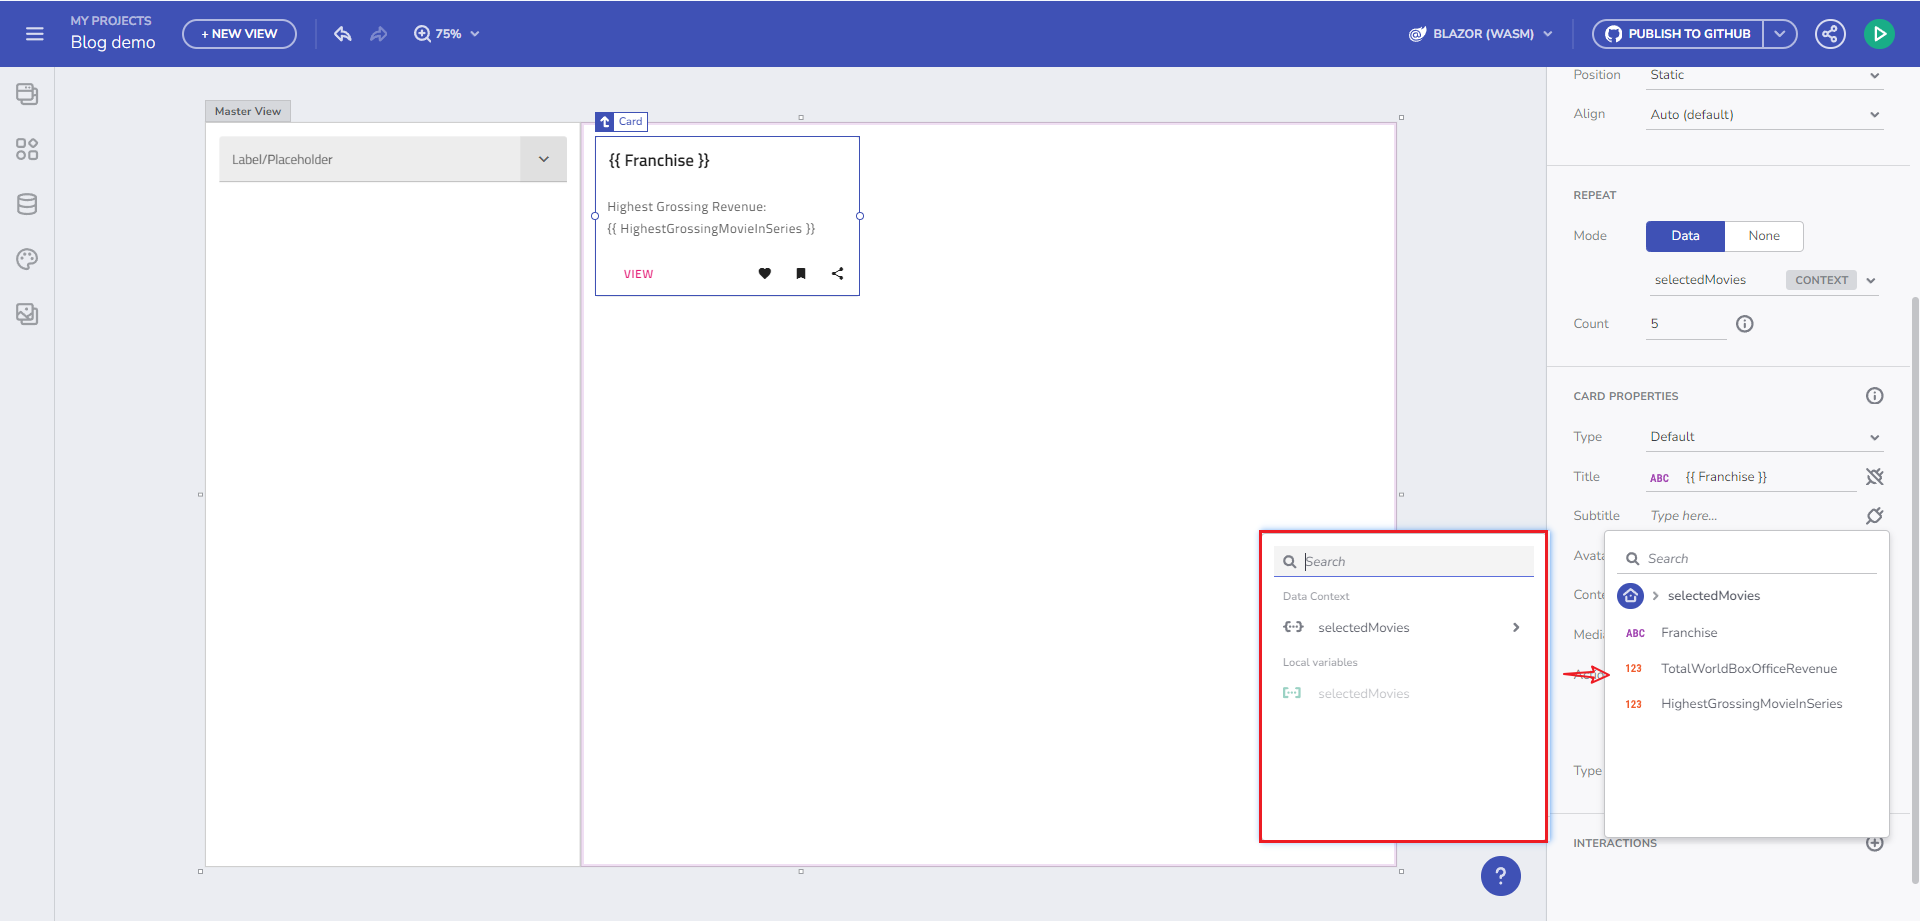 MY PROJECTS
Blog demo
+ NEW VIEW
75%
BLAZOR (WASM)
PUBLISH TO GITHUB
Master View
Label/Placeholder
Card
{{ Franchise }}
Highest Grossing Revenue:
{{ HighestGrossingMovieInSeries }}
VIEW
Position Static
Align Auto (default)
REPEAT
Mode Data None
selectedMovies CONTEXT
Count 5
CARD PROPERTIES
Type Default
Title ABC {{ Franchise }}
Subtitle Type here...
Avata
Conte
Media
Type
INTERACTIONS
Search
Data Context
selectedMovies
Local variables
selectedMovies
Search
selectedMovies
ABC Franchise
123 TotalWorldBoxOfficeRevenue
123 HighestGrossingMovieInSeries
?